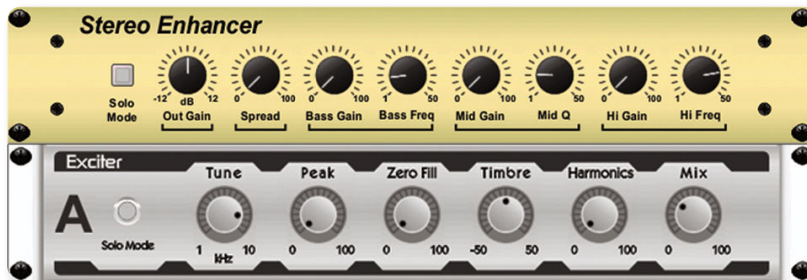 Stereo Enhancer
Solo
Mode
-12 dB 12
Out Gain
0 100
Spread
0 100
Bass Gain
1 50
Bass Freq
0 100
Mid Gain
1 50
Mid Q
0 100
Hi Gain
1 50
Hi Freq
Exciter
A
Solo Mode
Tune
1 10
kHz
Peak
0 100
Zero Fill
0 100
Timbre
-50 50
Harmonics
0 100
Mix
0 100